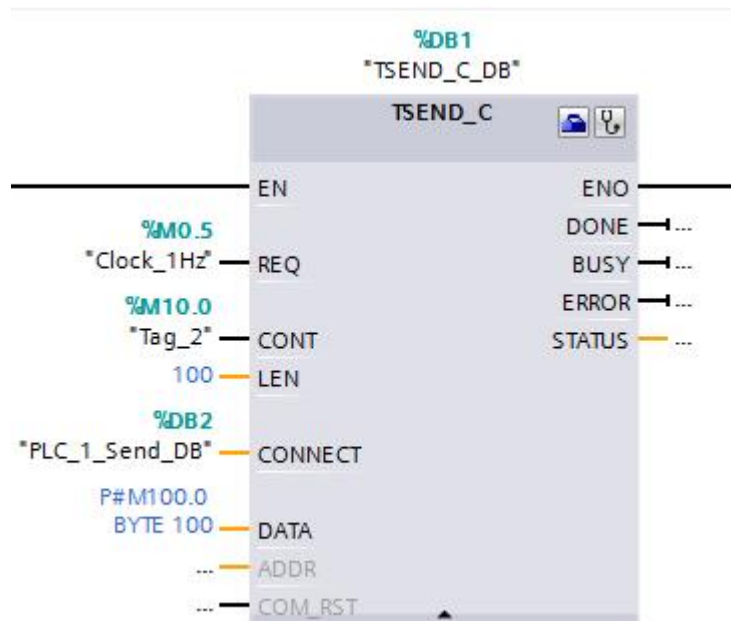 %DB1
"TSEND_C_DB"
TSEND_C
EN ENO
DONE
%M0.5
"Clock_1Hz" REQ BUSY
ERROR
%M10.0
"Tag_2" CONT STATUS
100 LEN
%DB2
"PLC_1_Send_DB" CONNECT
P#M100.0
BYTE 100 DATA
... ADDR
... COM_RST